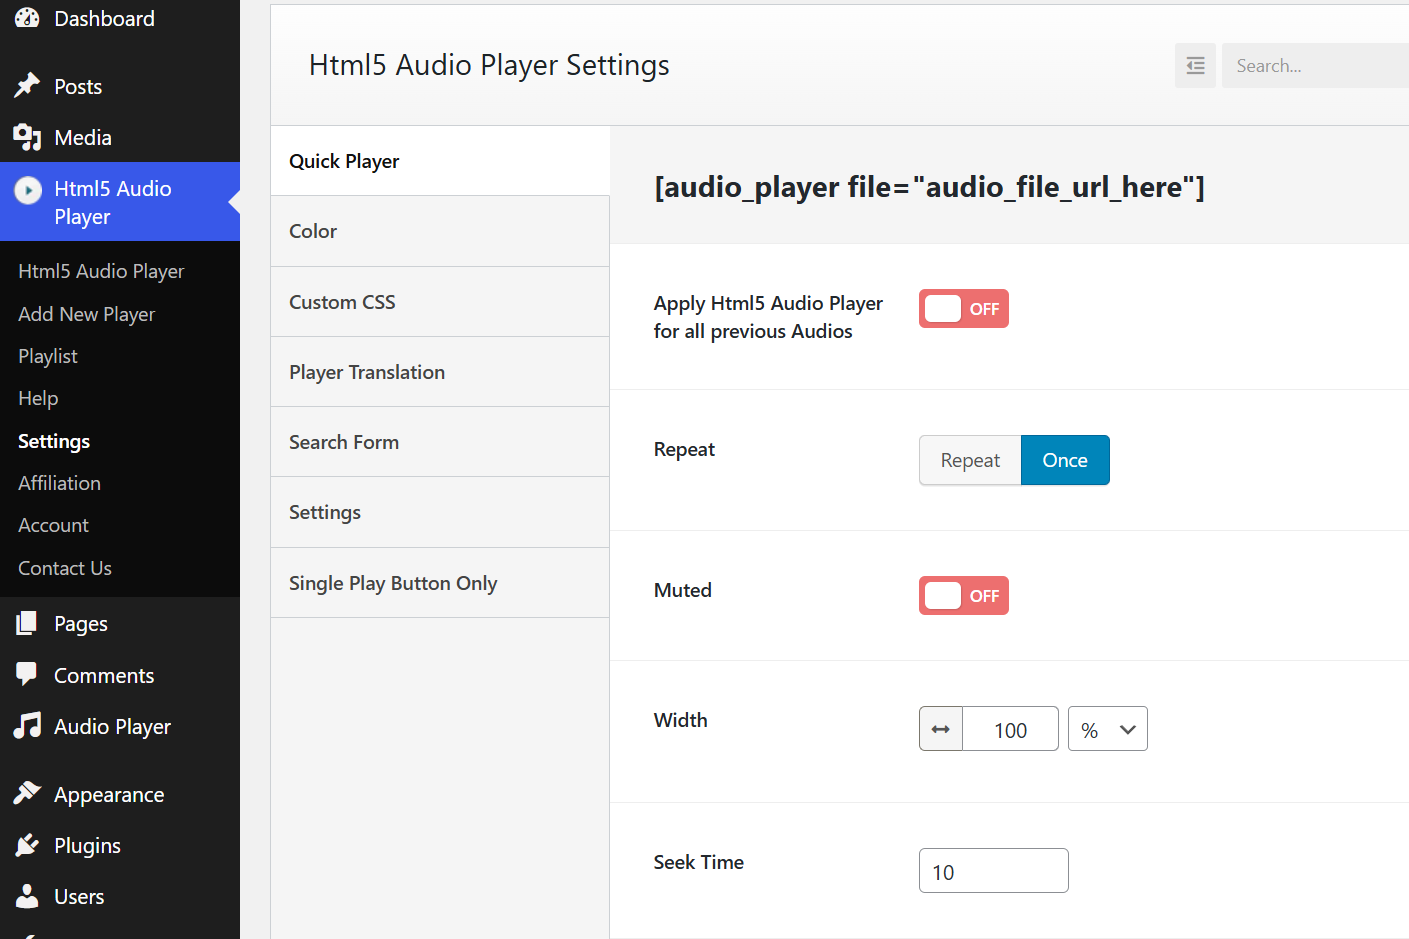 Dashboard
Posts
Media
Html5 Audio
Player
Html5 Audio Player
Add New Player
Playlist
Help
Settings
Affiliation
Account
Contact Us
Pages
Comments
Audio Player
Appearance
Plugins
Users
Html5 Audio Player Settings
Search...
Quick Player
Color
Custom CSS
Player Translation
Search Form
Settings
Single Play Button Only
[audio_player file="audio_file_url_here"]
Apply Html5 Audio Player
for all previous Audios
OFF
Repeat
Repeat Once
Muted
OFF
Width
100 %
Seek Time
10